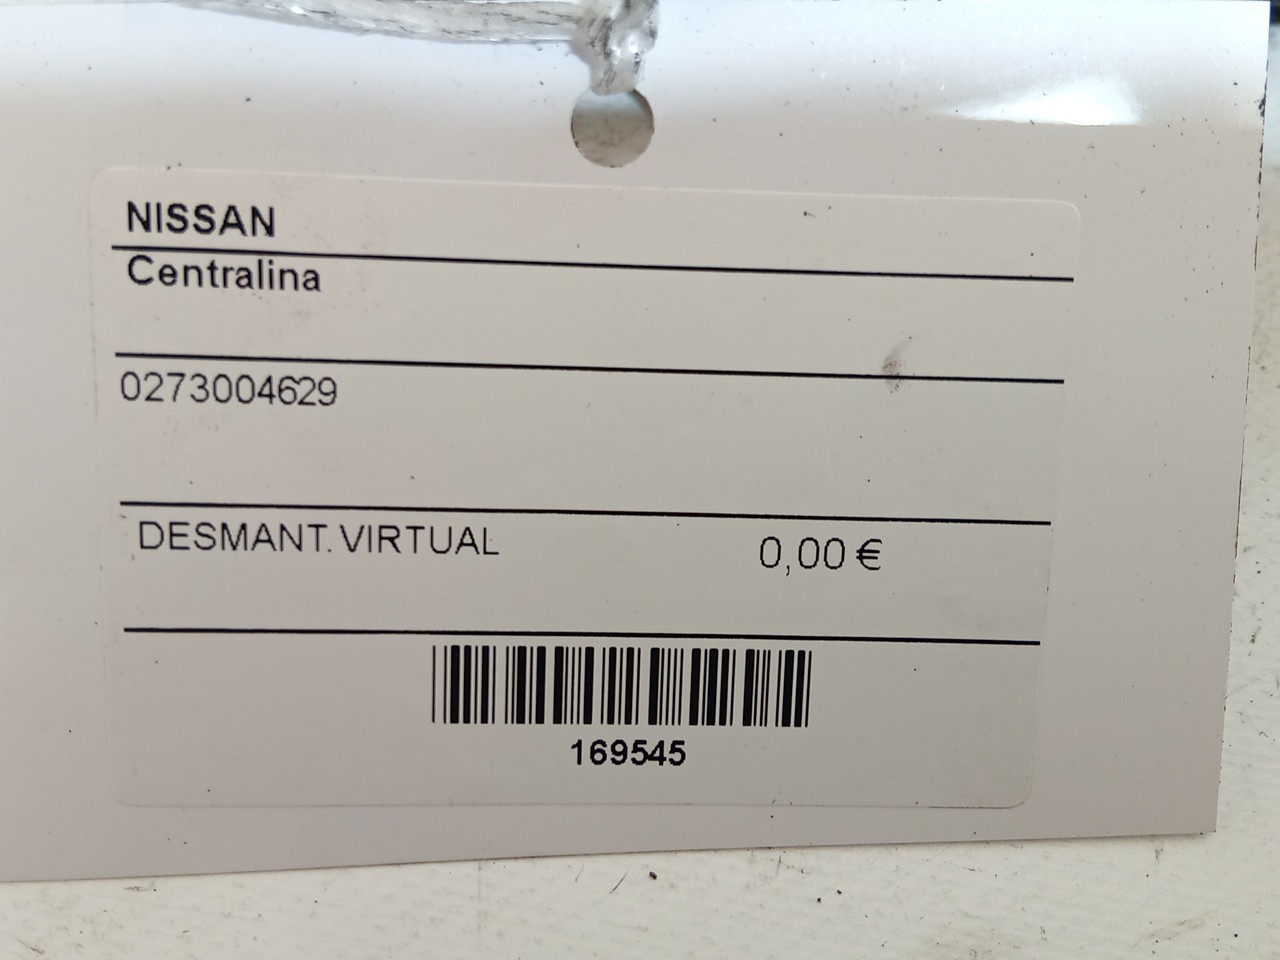 NISSAN
Centralina
0273004629
DESMANT.VIRTUAL 0,00 €
169545